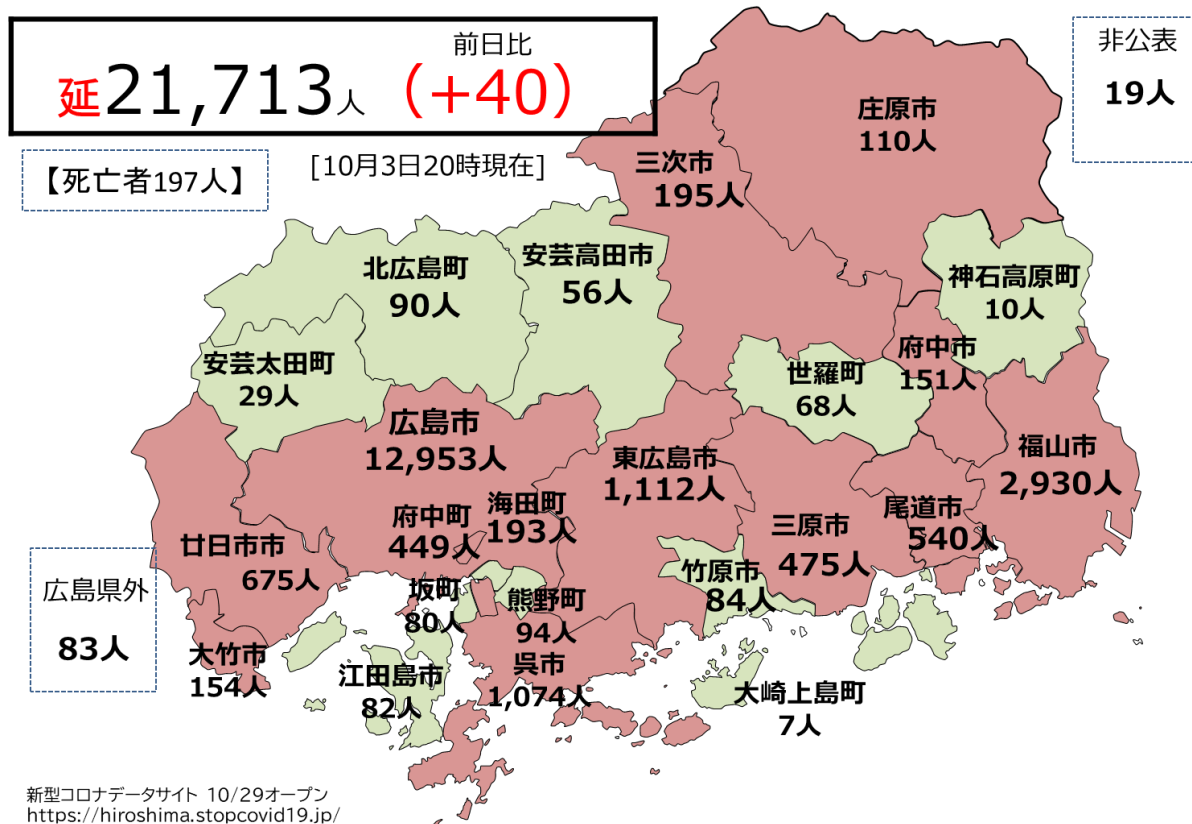 前日比
延21,713人（+40）
【死亡者197人】
[10月3日20時現在]
非公表
19人
庄原市
110人
三次市
195人
北広島町
90人
安芸高田市
56人
神石高原町
10人
安芸太田町
29人
府中市
151人
世羅町
68人
広島市
12,953人
東広島市
1,112人
福山市
2,930人
府中町
449人
海田町
193人
三原市
475人
尾道市
540人
廿日市市
675人
広島県外
83人
坂町
80人
熊野町
94人
竹原市
84人
大竹市
154人
江田島市
82人
呉市
1,074人
大崎上島町
7人
新型コロナデータサイト 10/29オープン
https://hiroshima.stopcovid19.jp/